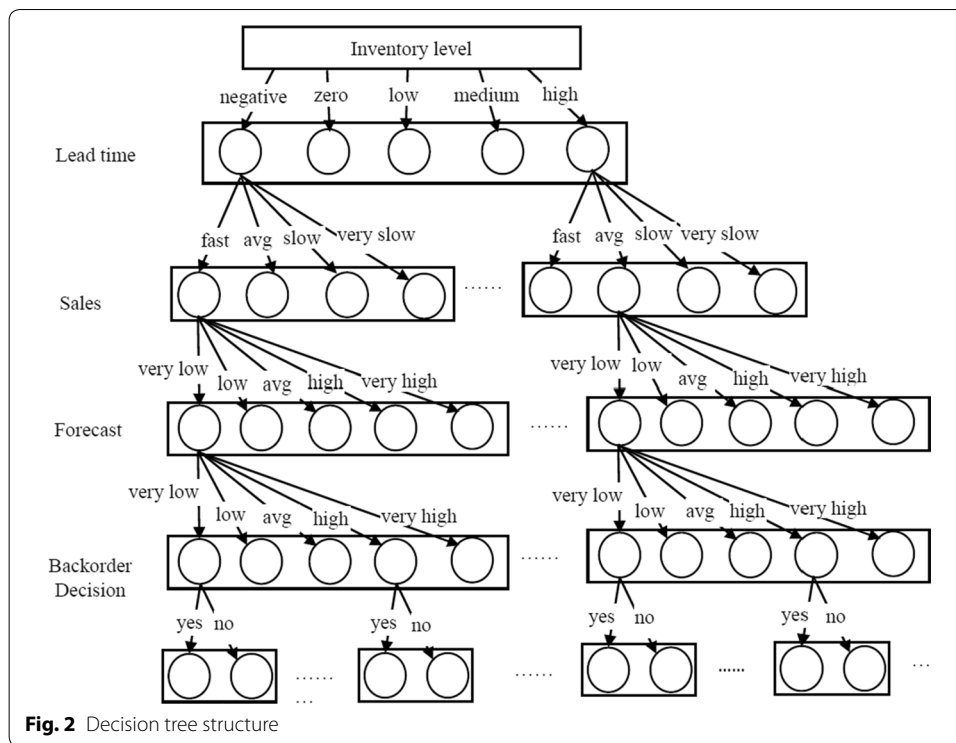 Inventory level
negative zero low medium high
Lead time
fast avg slow very slow fast avg slow very slow
Sales
......
......
very low low avg high very high very low low avg high very high
Forecast
......
very low low avg high very high very low low avg high very high
Backorder
Decision
......
yes no yes no yes no yes no
...... ...... ...... ...
... ...
Fig. 2 Decision tree structure